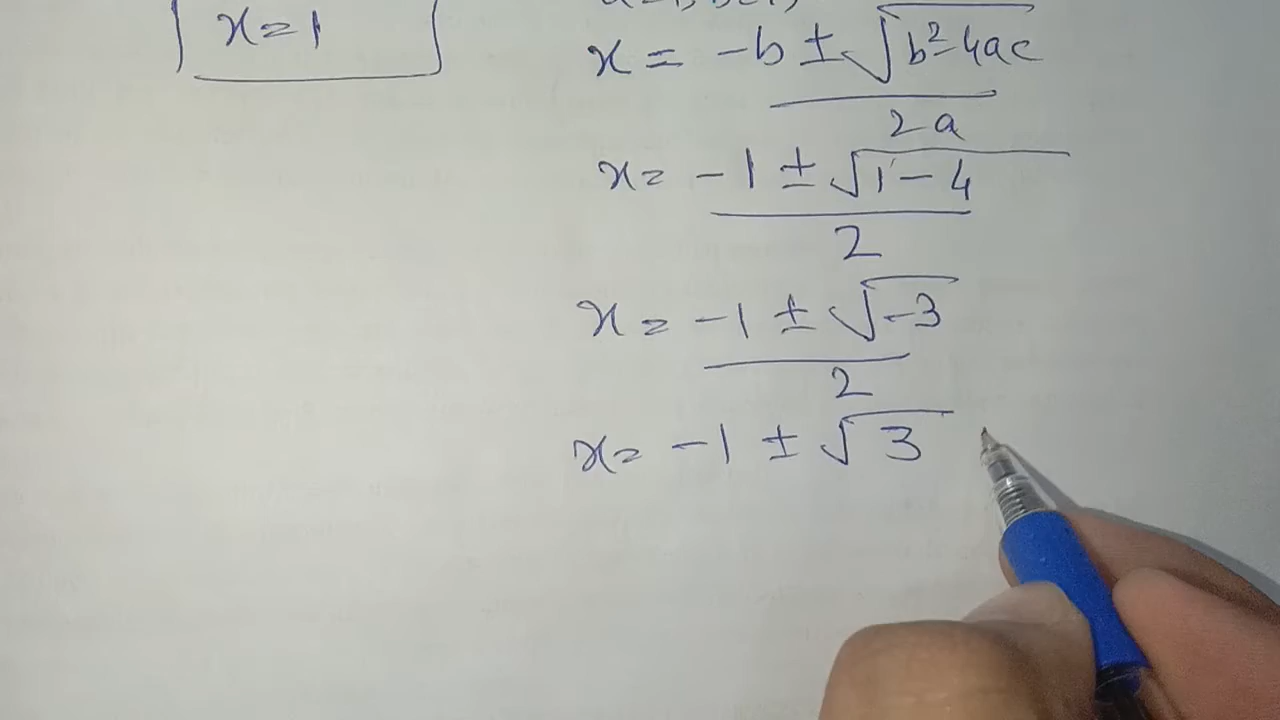 x = 1
x = -b ± √b²-4ac
2a
x = -1 ± √1-4
2
x = -1 ± √-3
2
x = -1 ± √3